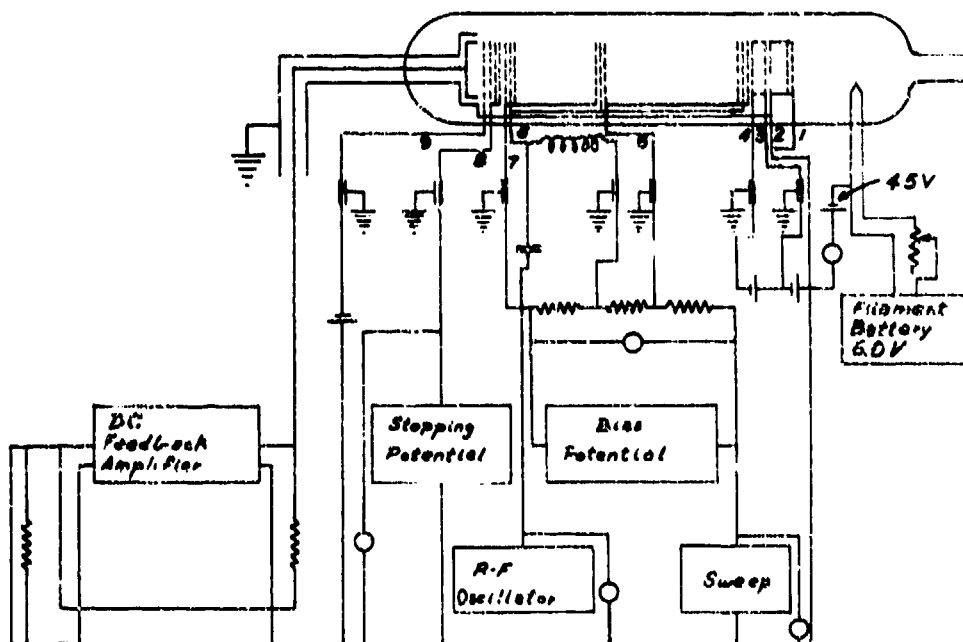 9
8
7
6
5
4
3
2
1
45V
Filament
Battery
6.0V
DC
Feedback
Amplifier
Stopping
Potential
Bias
Potential
R-F
Oscillator
Sweep